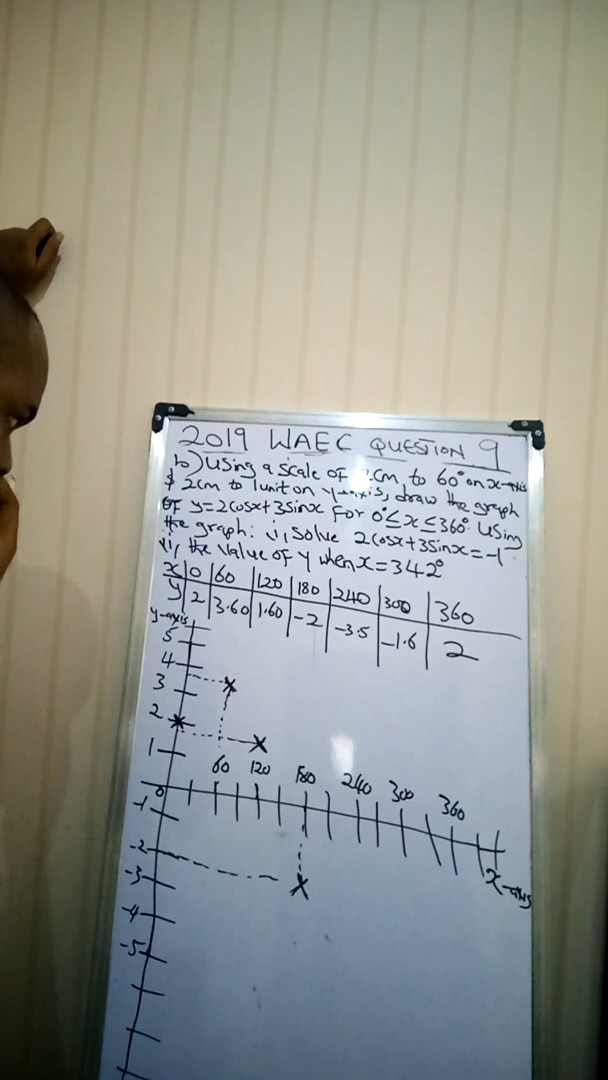 2019 WAEC QUESTION 9
b) Using a scale of 2cm to 60° on x-axis
& 2cm to 1unit on y-axis, draw the graph
of y=2cosx+3sinx for 0°≤x≤360°. Using
the graph: i, solve 2cosx+3sinx=-1
ii, the value of y when x=342°
x 0 60 120 180 240 300 360
y 2 3.60 1.60 -2 -3.5 -1.6 2
y-axis
5
4
3
2
1
60 120 180 240 300 360
0
-1
x-axis
-2
-3
-4
-5